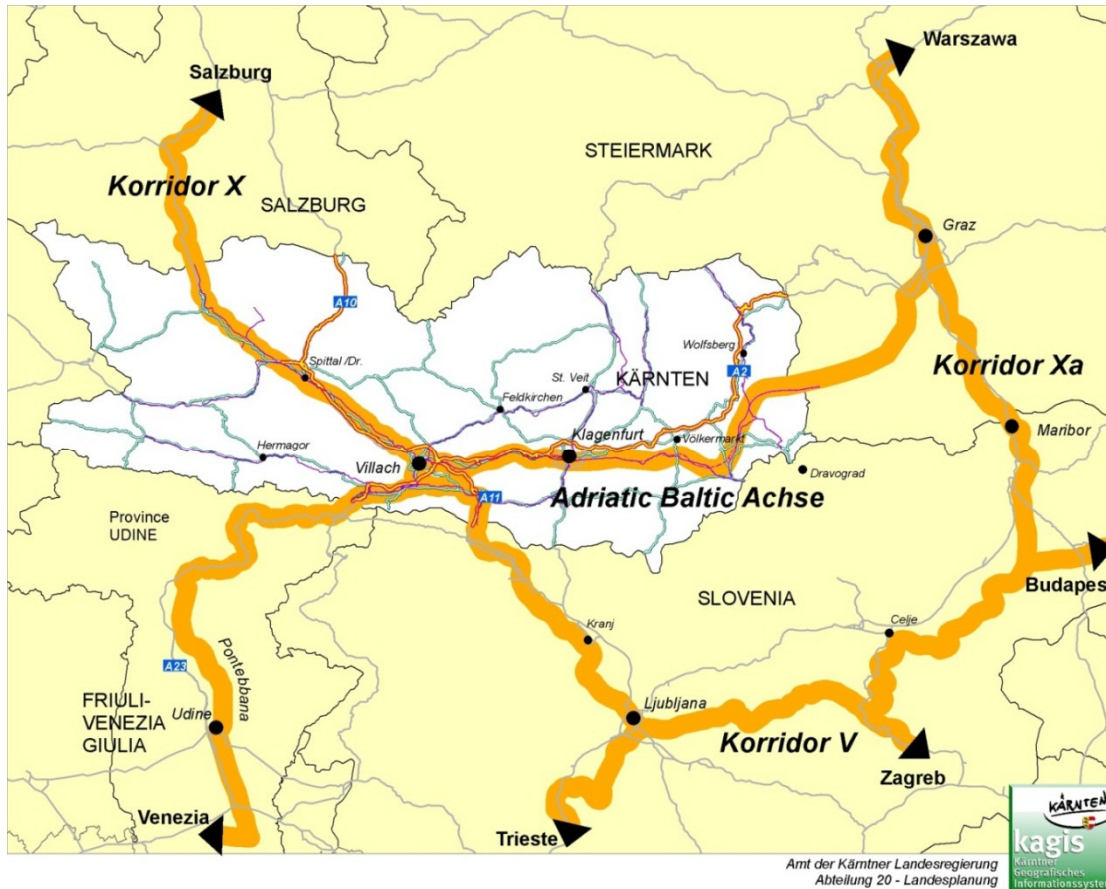 Warszawa
Salzburg
STEIERMARK
Korridor X
SALZBURG
Graz
A10
Wolfsberg
Spittal /Dr.
St. Veit
KÄRNTEN
A2
Korridor Xa
Feldkirchen
Klagenfurt
Völkermarkt
Maribor
Hermagor
Villach
Dravograd
A11
Adriatic Baltic Achse
Province
UDINE
Budapes
SLOVENIA
Kranj
Celje
Pontebbana
A23
FRIULI-
VENEZIA
GIULIA
Udine
Ljubljana
Korridor V
Zagreb
Venezia
Trieste
KÄRNTEN
kagis
Kärntner
Geografisches
Informationssystem
Amt der Kärntner Landesregierung
Abteilung 20 - Landesplanung